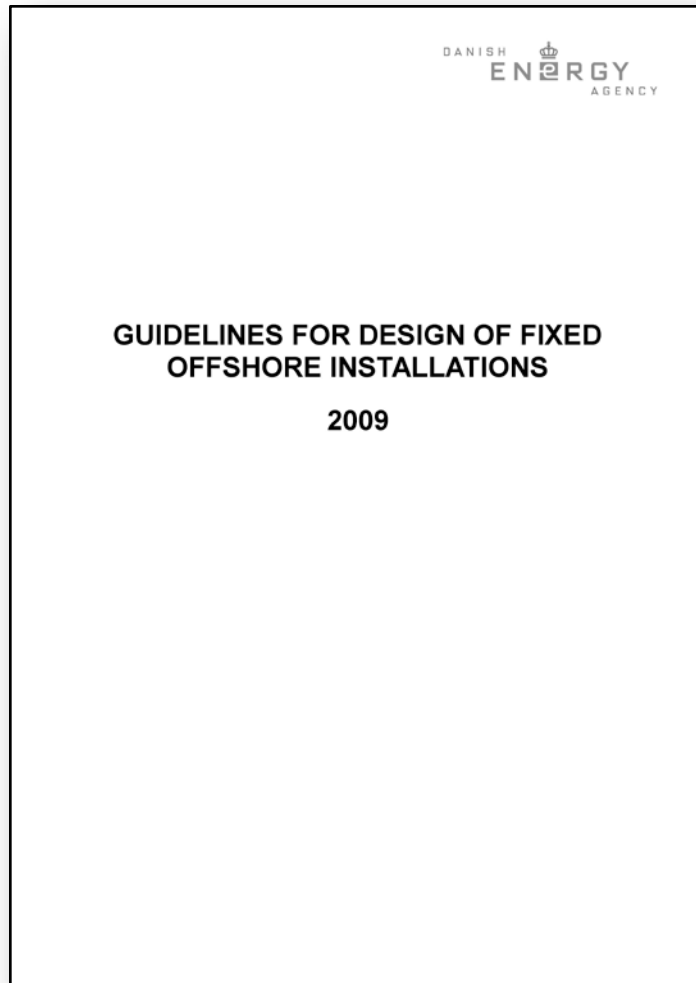 DANISH
ENERGY
AGENCY
GUIDELINES FOR DESIGN OF FIXED
OFFSHORE INSTALLATIONS
2009